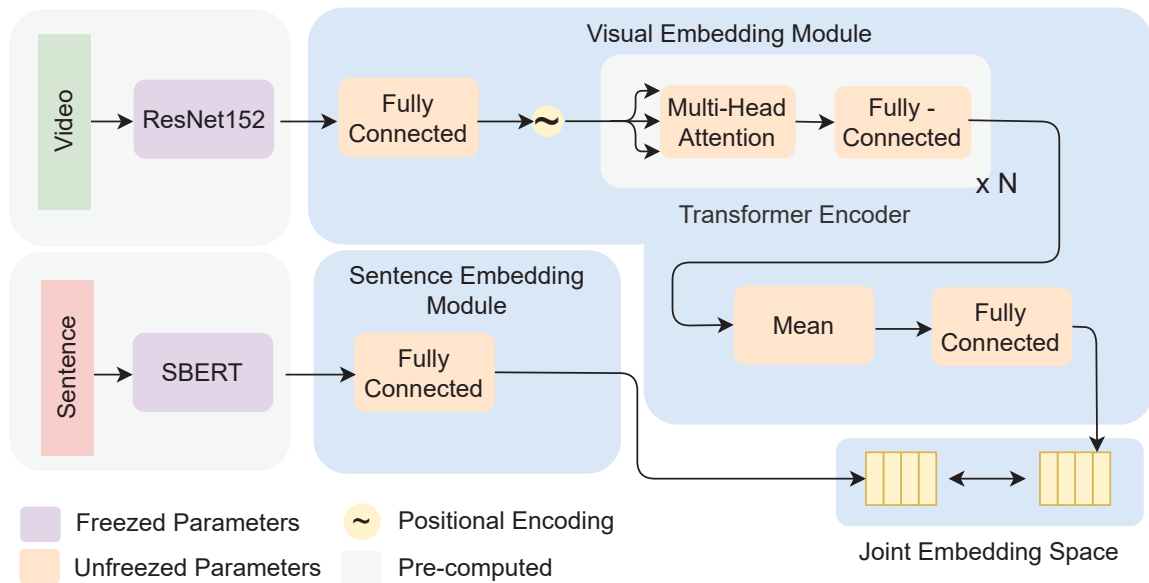 Visual Embedding Module
Video
ResNet152
Fully
Connected
~
Multi-Head
Attention
Fully -
Connected
x N
Transformer Encoder
Sentence Embedding
Module
Sentence
SBERT
Fully
Connected
Mean
Fully
Connected
Joint Embedding Space
Freezed Parameters
~ Positional Encoding
Unfreezed Parameters
Pre-computed